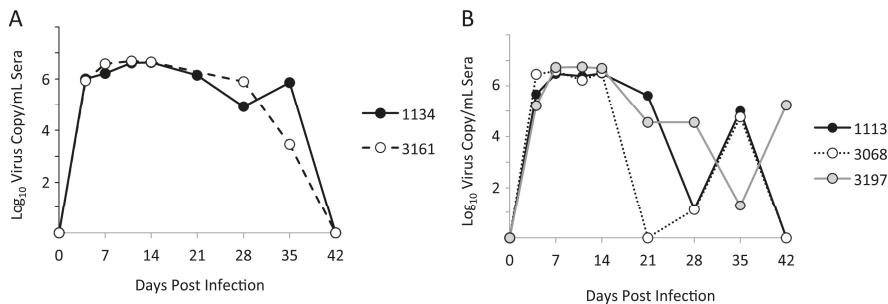 A
Log10 Virus Copy/mL Sera
8
6
4
2
0 7 14 21 28 35 42
Days Post Infection
1134
3161
B
Log10 Virus Copy/mL Sera
8
6
4
2
0 7 14 21 28 35 42
Days Post Infection
1113
3068
3197